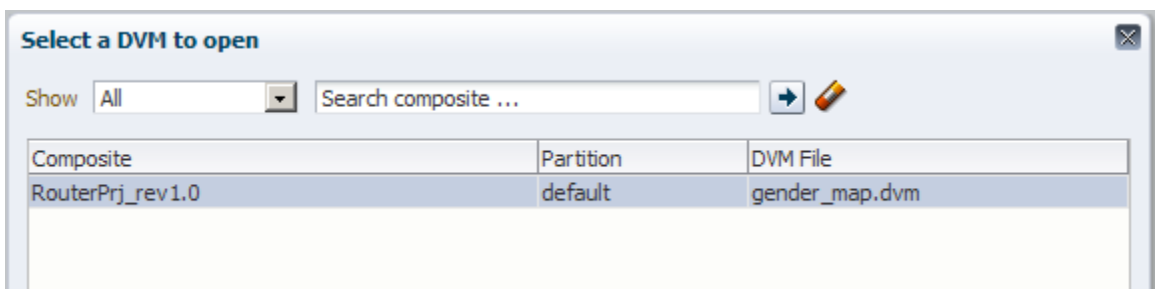 Select a DVM to open
Show All Search composite ...
Composite Partition DVM File
RouterPrj_rev1.0 default gender_map.dvm